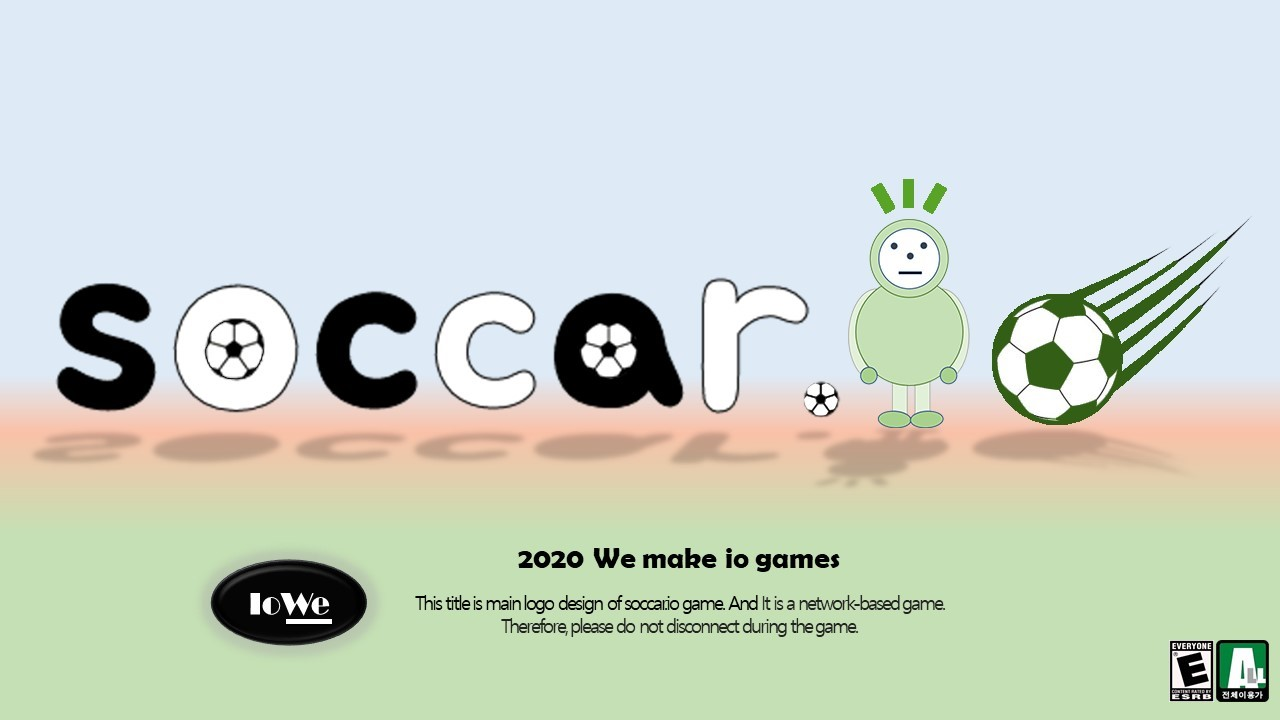 soccar.io
2020 We make io games
IoWe
This title is main logo design of soccar.io game. And It is a network-based game.
Therefore, please do not disconnect during the game.
EVERYONE
E
CONTENT RATED BY
ESRB
ALL
전체이용가